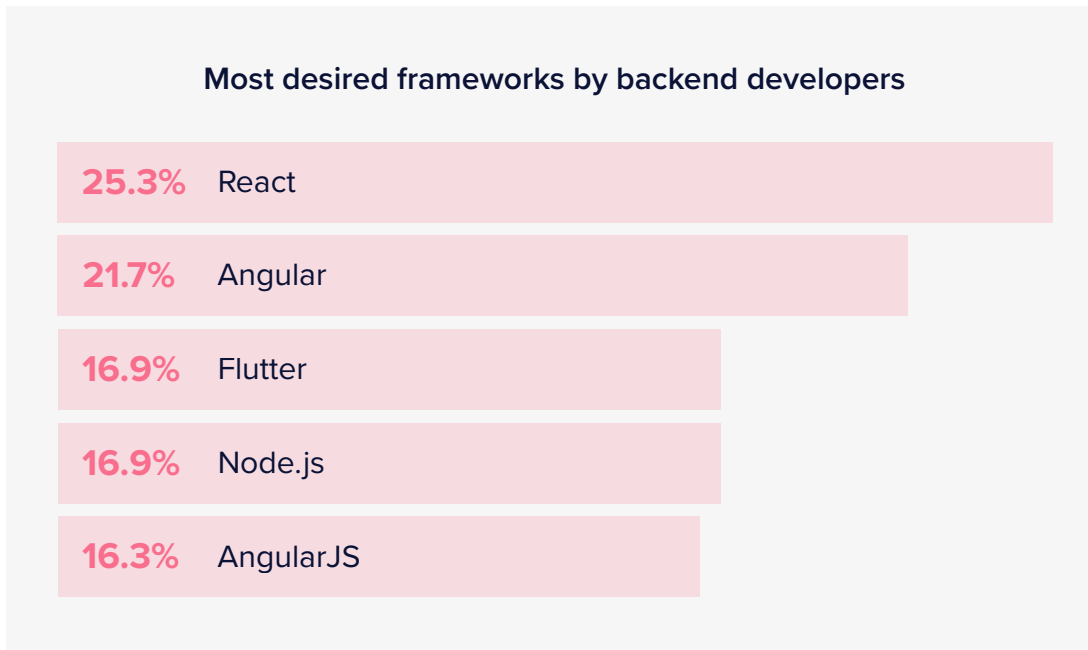 Most desired frameworks by backend developers
25.3% React
21.7% Angular
16.9% Flutter
16.9% Node.js
16.3% AngularJS